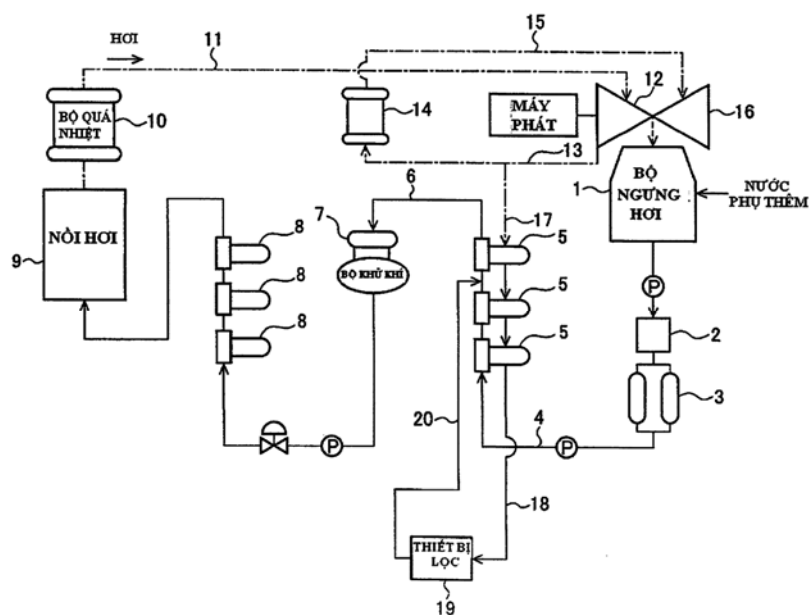 HƠI
11
15
BỘ QUÁ
NHIỆT
10
14
MÁY
PHÁT
12
16
13
1
BỘ
NGƯNG
HƠI
NƯỚC
PHỤ THÊM
6
7
17
NỒI HƠI
9
8
8
8
BỘ KHỬ KHÍ
5
5
5
P
2
3
20
4
P
P
18
THIẾT BỊ
LỌC
19